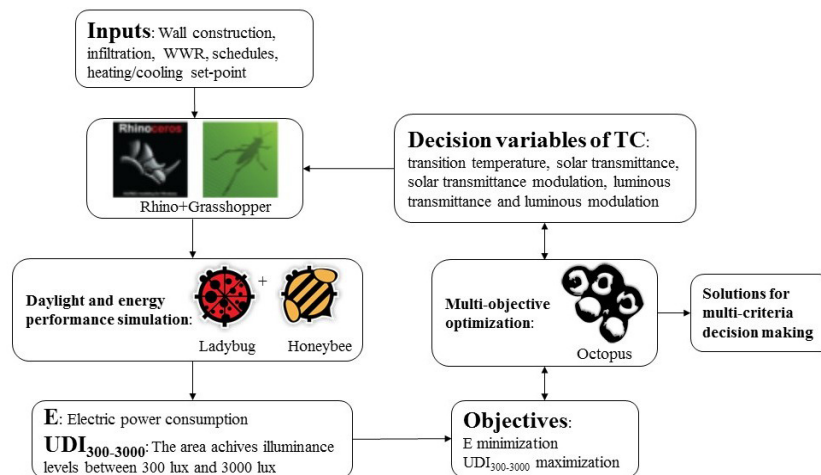 Inputs: Wall construction,
infiltration, WWR, schedules,
heating/cooling set-point
Rhinoceros
Rhino+Grasshopper
Decision variables of TC:
transition temperature, solar transmittance,
solar transmittance modulation, luminous
transmittance and luminous modulation
Daylight and energy
performance simulation:
+
Ladybug
Honeybee
Multi-objective
optimization:
Octopus
Solutions for
multi-criteria
decision making
E: Electric power consumption
UDI300-3000: The area achives illuminance
levels between 300 lux and 3000 lux
Objectives:
E minimization
UDI300-3000 maximization